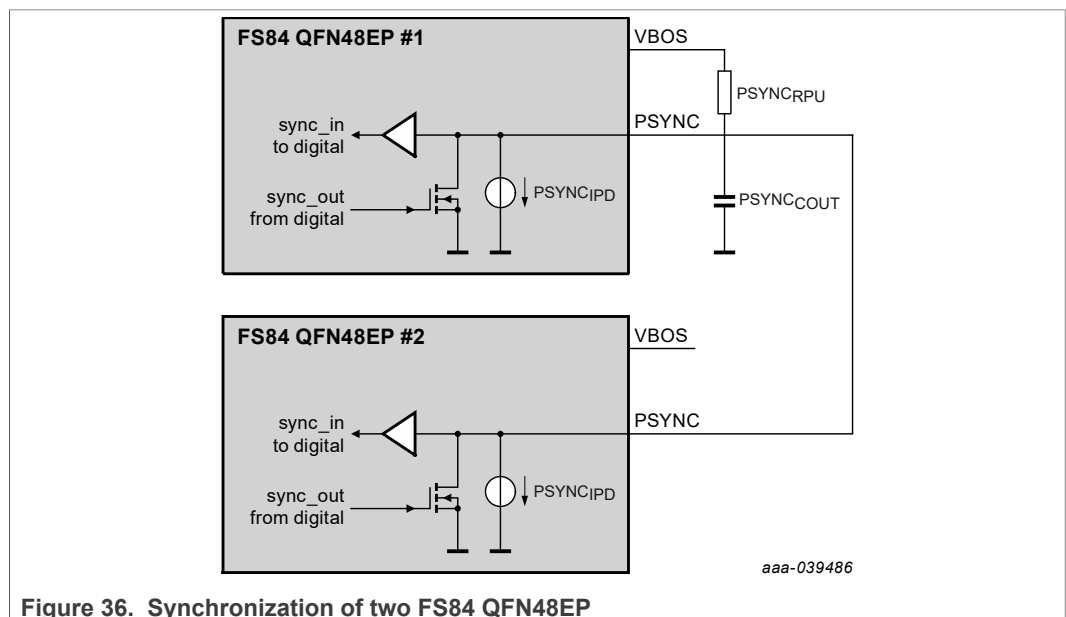 FS84 QFN48EP #1
VBOS
PSYNCRPU
PSYNC
sync_in
to digital
sync_out
from digital
PSYNCIPD
PSYNCCOUT
FS84 QFN48EP #2
VBOS
PSYNC
sync_in
to digital
sync_out
from digital
PSYNCIPD
aaa-039486
Figure 36. Synchronization of two FS84 QFN48EP